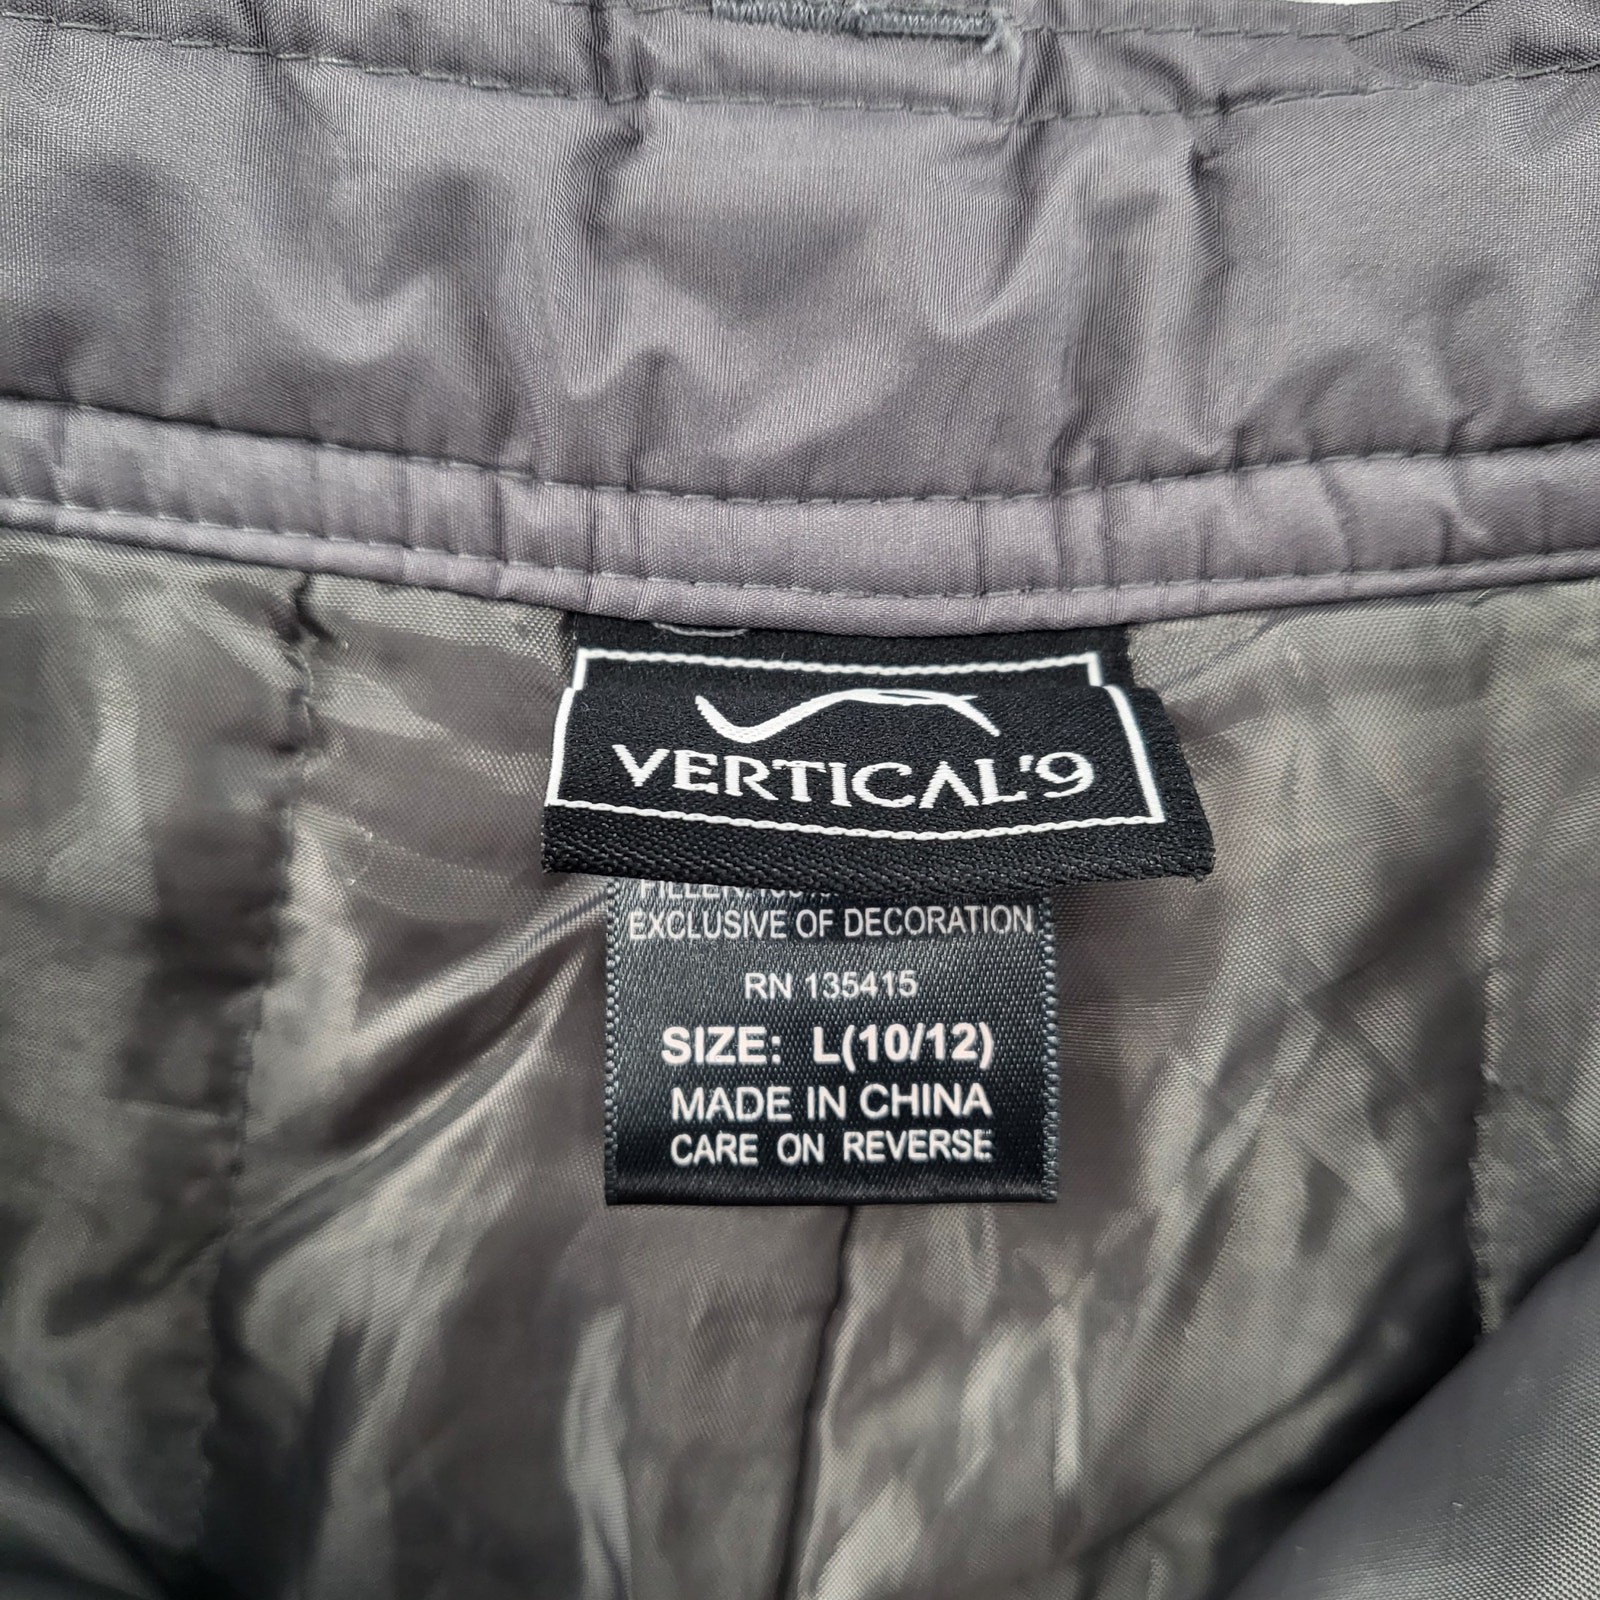 VERTICAL'9
EXCLUSIVE OF DECORATION
RN 135415
SIZE: L(10/12)
MADE IN CHINA
CARE ON REVERSE